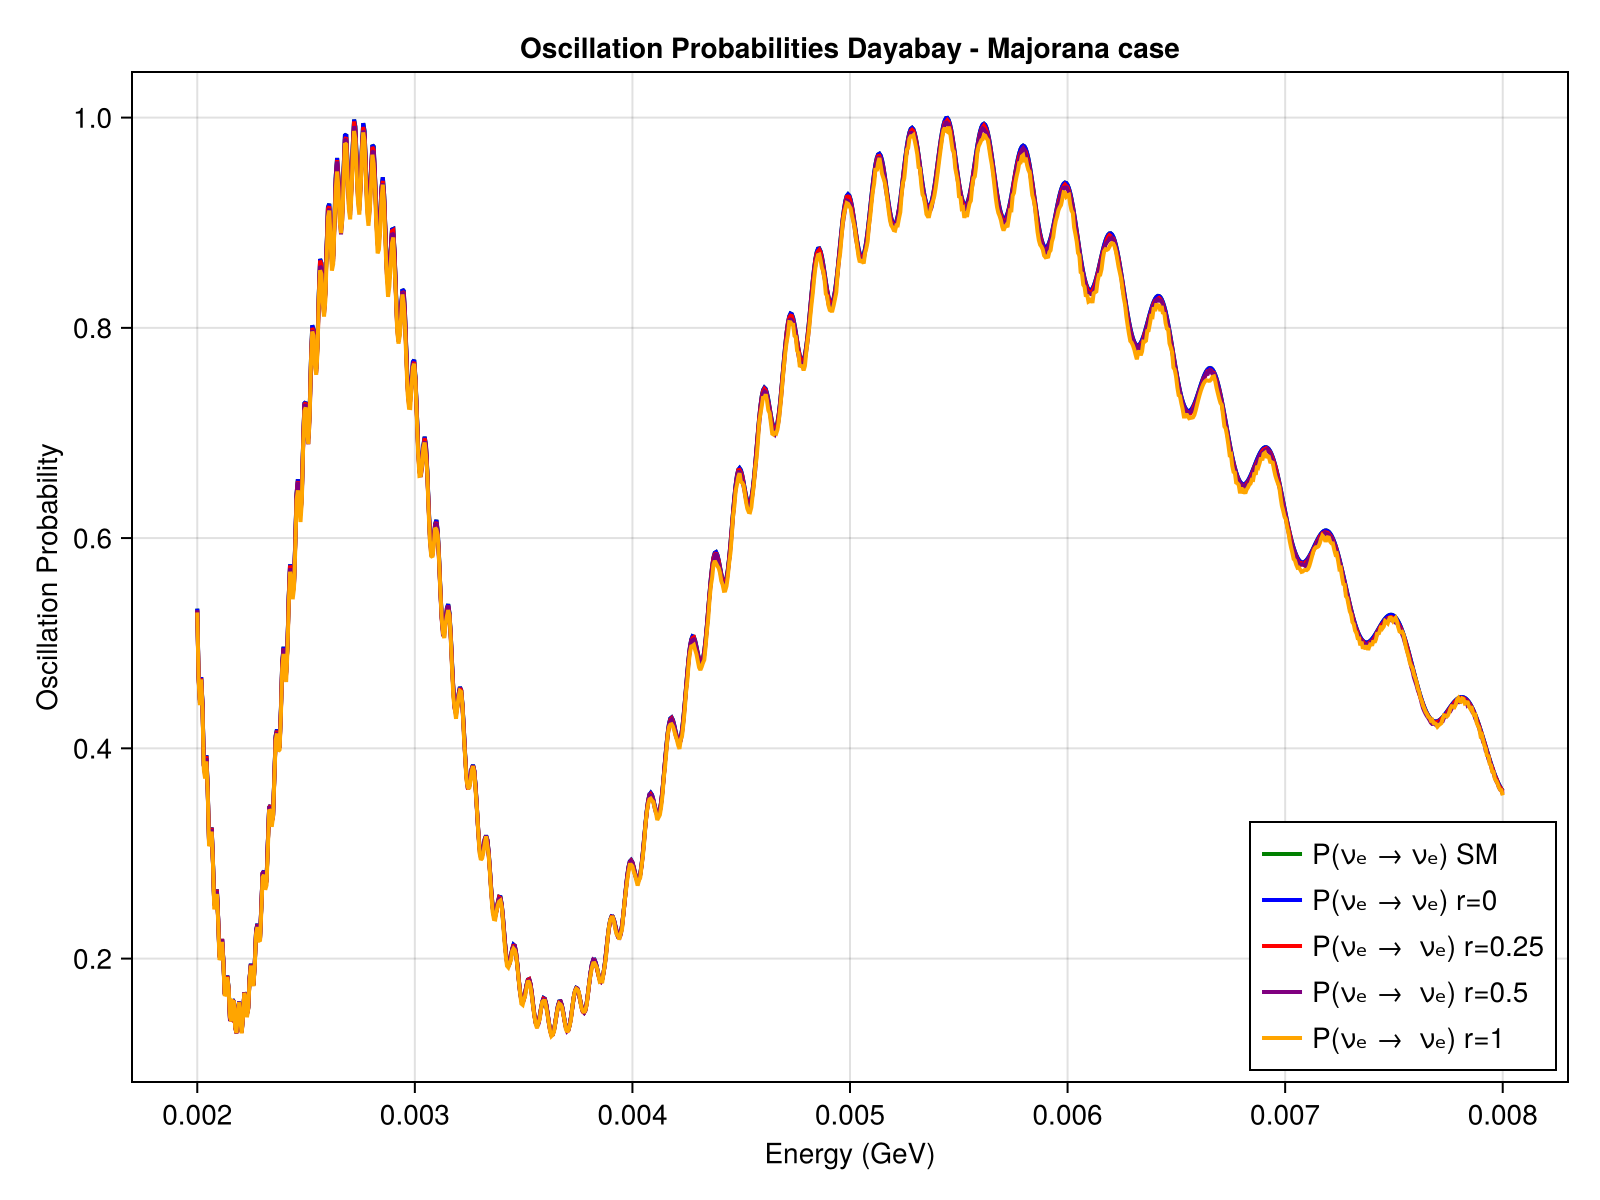 Oscillation Probabilities Dayabay - Majorana case
Oscillation Probability
1.0
0.8
0.6
0.4
0.2
0.002
0.003
0.004
0.005
0.006
0.007
0.008
Energy (GeV)
P(νₑ → νₑ) SM
P(νₑ → νₑ) r=0
P(νₑ → νₑ) r=0.25
P(νₑ → νₑ) r=0.5
P(νₑ → νₑ) r=1